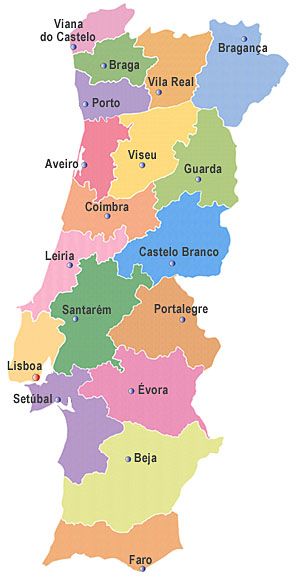 Viana
do Castelo
Bragança
Braga
Vila Real
Porto
Aveiro
Viseu
Guarda
Coimbra
Castelo Branco
Leiria
Santarém
Portalegre
Lisboa
Setúbal
Évora
Beja
Faro